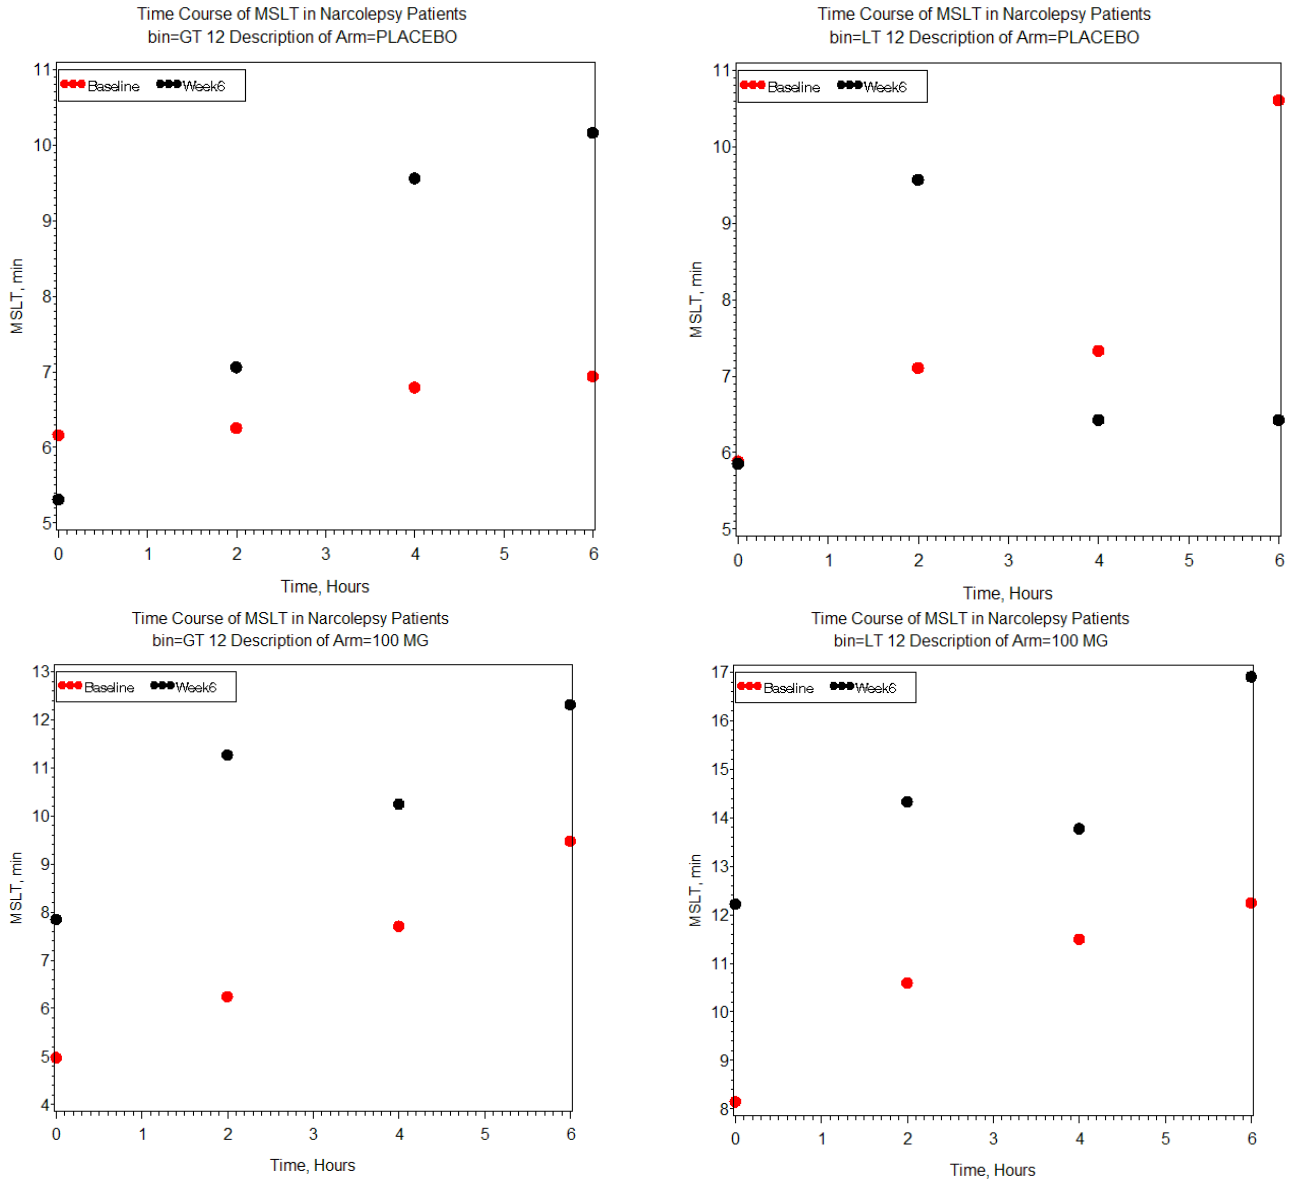 Time Course of MSLT in Narcolepsy Patients
bin=GT 12 Description of Arm=PLACEBO
Baseline Week6
11
10
9
8
7
6
5
MSLT, min
0 1 2 3 4 5 6
Time, Hours
Time Course of MSLT in Narcolepsy Patients
bin=LT 12 Description of Arm=PLACEBO
Baseline Week6
11
10
9
8
7
6
5
MSLT, min
0 1 2 3 4 5 6
Time, Hours
Time Course of MSLT in Narcolepsy Patients
bin=GT 12 Description of Arm=100 MG
Baseline Week6
13
12
11
10
9
8
7
6
5
4
MSLT, min
0 1 2 3 4 5 6
Time, Hours
Time Course of MSLT in Narcolepsy Patients
bin=LT 12 Description of Arm=100 MG
Baseline Week6
17
16
15
14
13
12
11
10
9
8
MSLT, min
0 1 2 3 4 5 6
Time, Hours